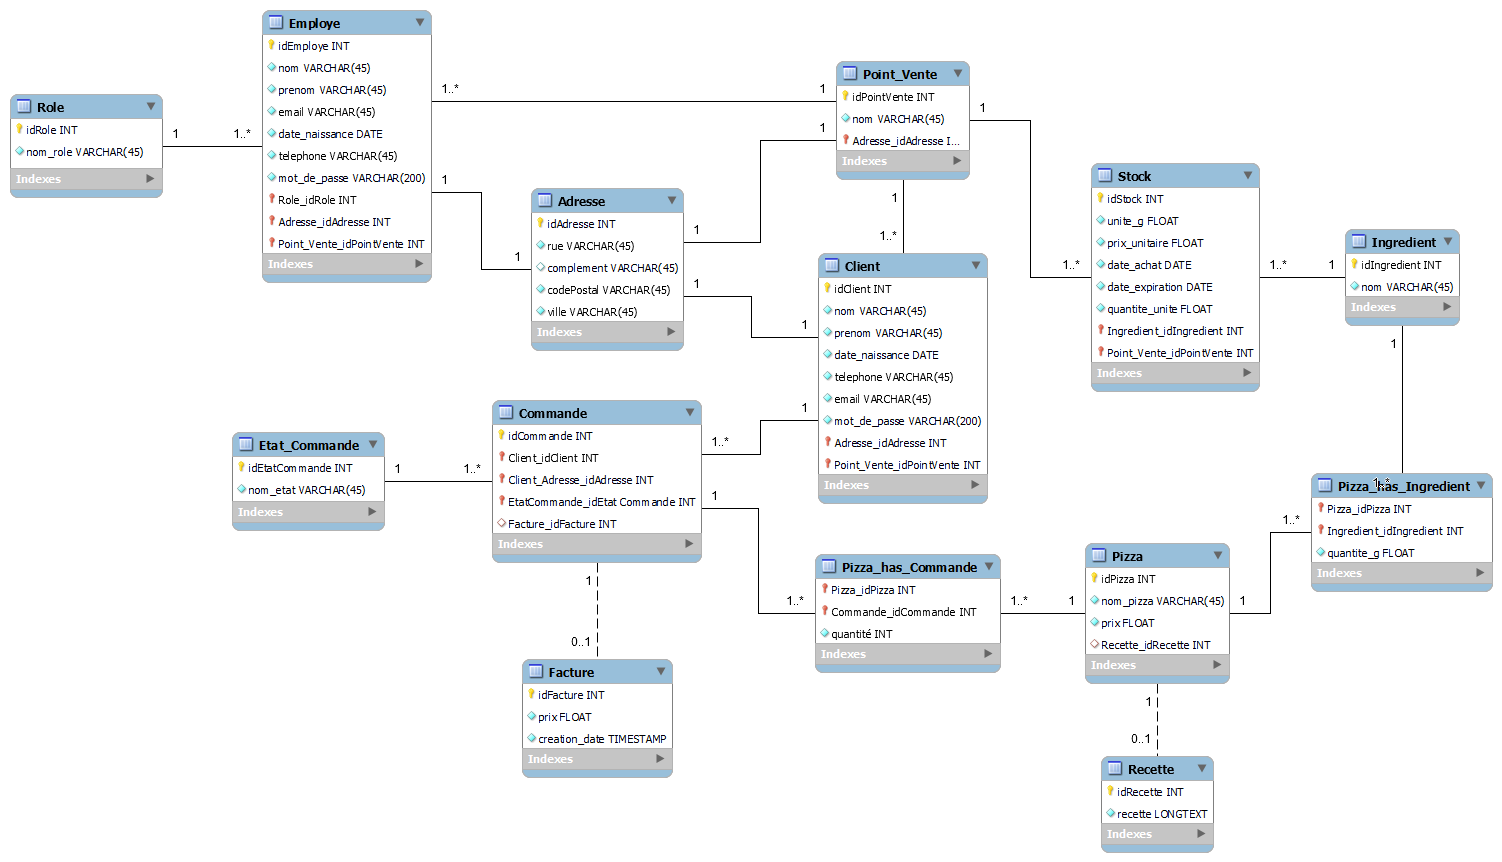 Role
idRole INT
nom_role VARCHAR(45)
Indexes
1
1..*
Employe
idEmploye INT
nom VARCHAR(45)
prenom VARCHAR(45)
email VARCHAR(45)
date_naissance DATE
telephone VARCHAR(45)
mot_de_passe VARCHAR(200)
Role_idRole INT
Adresse_idAdresse INT
Point_Vente_idPointVente INT
Indexes
1..*
1
1
1
Adresse
idAdresse INT
rue VARCHAR(45)
complement VARCHAR(45)
codePostal VARCHAR(45)
ville VARCHAR(45)
Indexes
1
1
1
1
Point_Vente
idPointVente INT
nom VARCHAR(45)
Adresse_idAdresse I...
Indexes
1
1..*
1
1..*
Client
idClient INT
nom VARCHAR(45)
prenom VARCHAR(45)
date_naissance DATE
telephone VARCHAR(45)
email VARCHAR(45)
mot_de_passe VARCHAR(200)
Adresse_idAdresse INT
Point_Vente_idPointVente INT
Indexes
Stock
idStock INT
unite_g FLOAT
prix_unitaire FLOAT
date_achat DATE
date_expiration DATE
quantite_unite FLOAT
Ingredient_idIngredient INT
Point_Vente_idPointVente INT
Indexes
1..*
1
Ingredient
idIngredient INT
nom VARCHAR(45)
Indexes
1
1..*
Etat_Commande
idEtatCommande INT
nom_etat VARCHAR(45)
Indexes
1
1..*
Commande
idCommande INT
Client_idClient INT
Client_Adresse_idAdresse INT
EtatCommande_idEtat Commande INT
Facture_idFacture INT
Indexes
1..*
1
1
1..*
1
0..1
Facture
idFacture INT
prix FLOAT
creation_date TIMESTAMP
Indexes
Pizza_has_Commande
Pizza_idPizza INT
Commande_idCommande INT
quantité INT
Indexes
1..*
1
Pizza
idPizza INT
nom_pizza VARCHAR(45)
prix FLOAT
Recette_idRecette INT
Indexes
1
1..*
Pizza_has_Ingredient
Pizza_idPizza INT
Ingredient_idIngredient INT
quantite_g FLOAT
Indexes
1
0..1
Recette
idRecette INT
recette LONGTEXT
Indexes